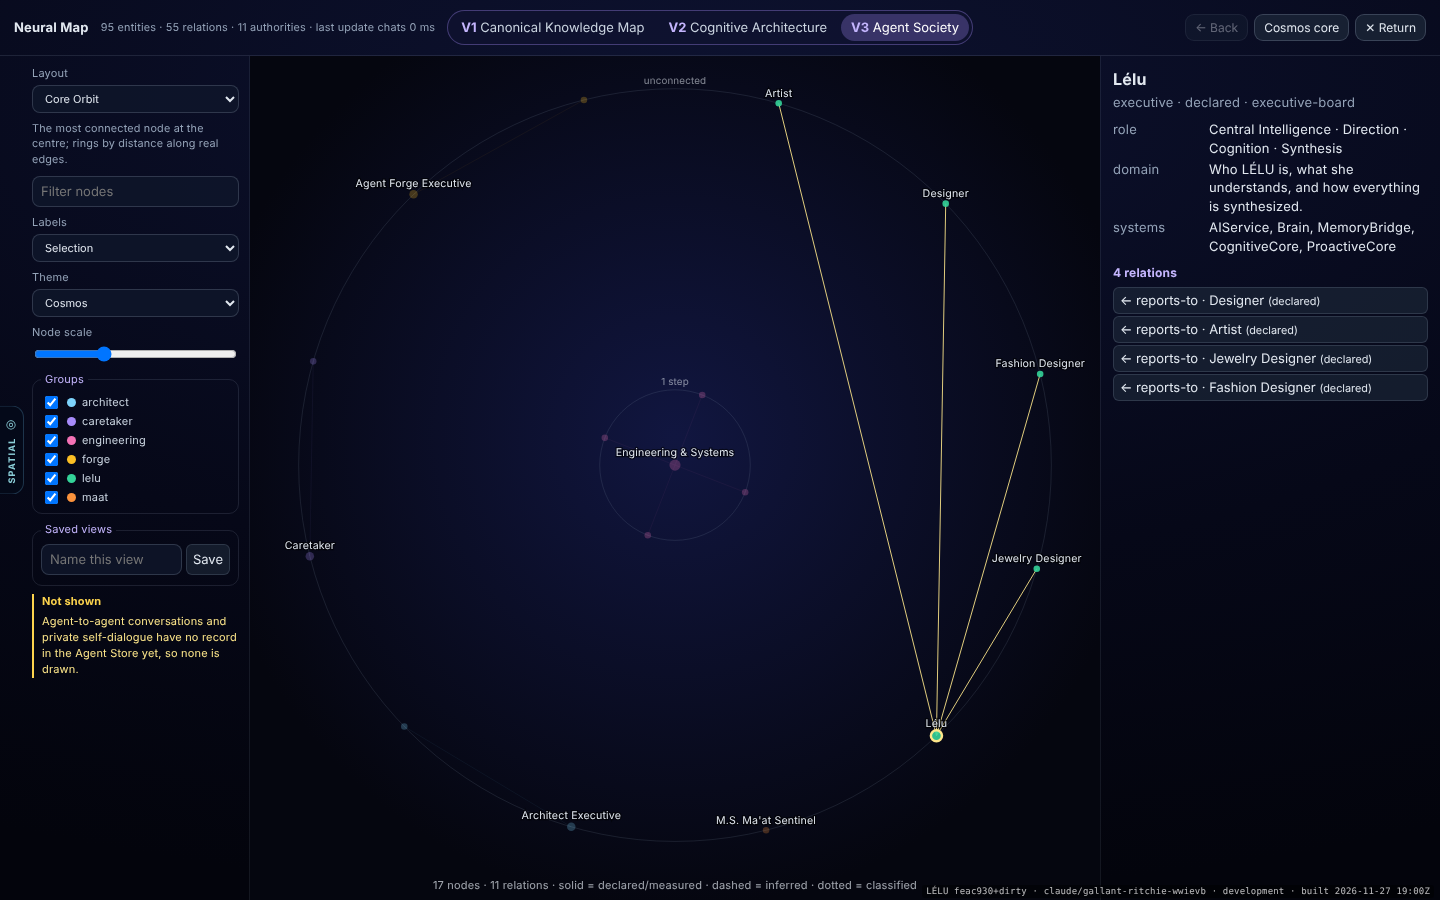 Neural Map
95 entities · 55 relations · 11 authorities · last update chats 0 ms
V1 Canonical Knowledge Map
V2 Cognitive Architecture
V3 Agent Society
← Back
Cosmos core
✕ Return
Layout
Core Orbit
The most connected node at the
centre; rings by distance along real
edges.
Filter nodes
Labels
Selection
Theme
Cosmos
Node scale
Groups
architect
caretaker
engineering
forge
lelu
maat
Saved views
Name this view
Save
Not shown
Agent-to-agent conversations and
private self-dialogue have no record
in the Agent Store yet, so none is
drawn.
SPATIAL ◎
unconnected
Artist
Agent Forge Executive
Designer
Fashion Designer
1 step
Engineering & Systems
Caretaker
Jewelry Designer
Lélu
Architect Executive
M.S. Ma'at Sentinel
17 nodes · 11 relations · solid = declared/measured · dashed = inferred · dotted = classified
Lélu
executive · declared · executive-board
role
Central Intelligence · Direction ·
Cognition · Synthesis
domain
Who LÉLU is, what she
understands, and how everything
is synthesized.
systems
AIService, Brain, MemoryBridge,
CognitiveCore, ProactiveCore
4 relations
← reports-to · Designer (declared)
← reports-to · Artist (declared)
← reports-to · Jewelry Designer (declared)
← reports-to · Fashion Designer (declared)
LÉLU feac930+dirty · claude/gallant-ritchie-wwievb · development · built 2026-11-27 19:00Z